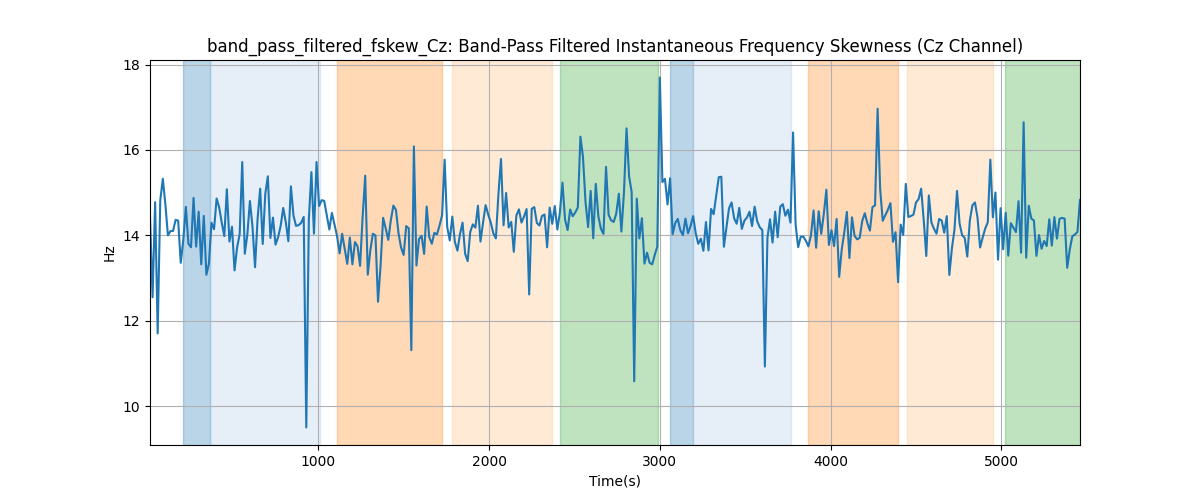 band_pass_filtered_fskew_Cz: Band-Pass Filtered Instantaneous Frequency Skewness (Cz Channel)
18
16
14
12
10
Hz
1000 2000 3000 4000 5000
Time(s)